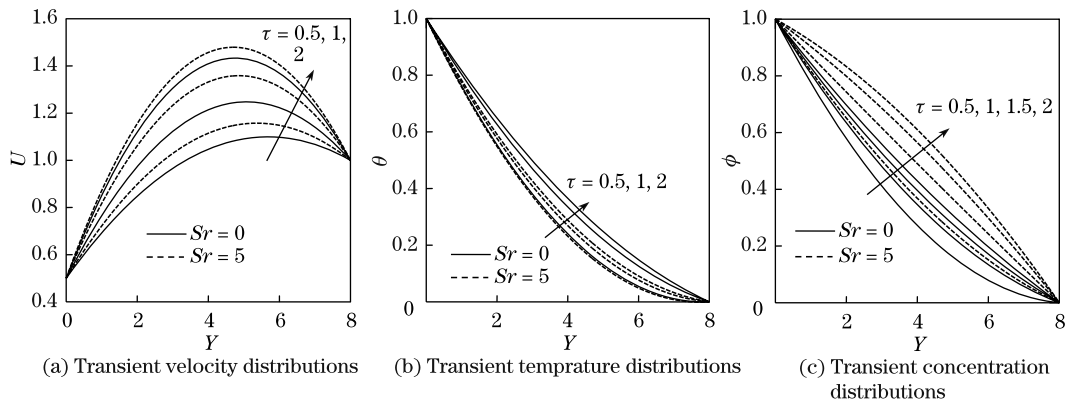 1.6
1.4
1.2
1.0
0.8
0.6
0.4
U
τ = 0.5, 1,
2
Sr = 0
Sr = 5
0 2 4 6 8
Y
(a) Transient velocity distributions
1.0
0.8
0.6
0.4
0.2
0
θ
τ = 0.5, 1, 2
Sr = 0
Sr = 5
2 4 6 8
Y
(b) Transient temprature distributions
1.0
0.8
0.6
0.4
0.2
0
ϕ
τ = 0.5, 1, 1.5, 2
Sr = 0
Sr = 5
2 4 6 8
Y
(c) Transient concentration
distributions